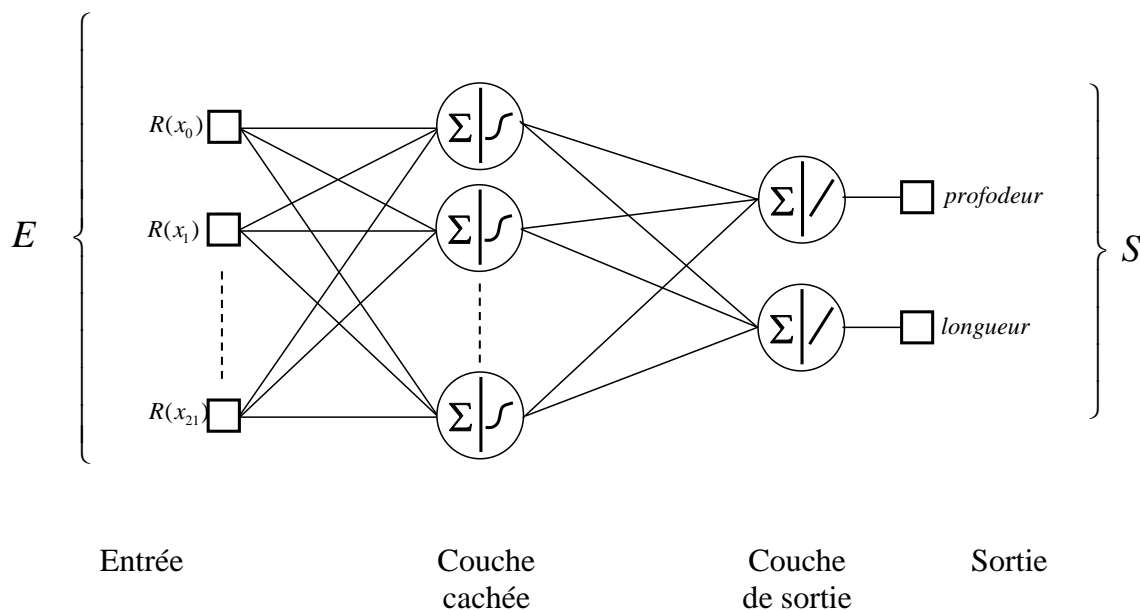 E
R(x₀)
R(x₁)
R(x₂₁)
Σ
Σ
Σ
Σ
Σ
profodeur
longueur
S
Entrée
Couche
cachée
Couche
de sortie
Sortie